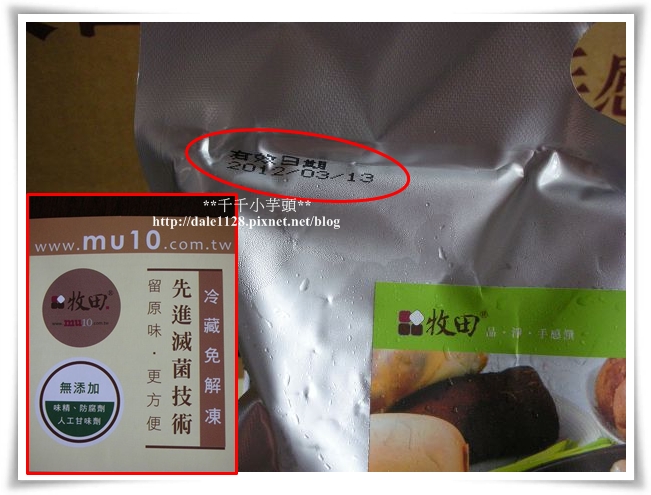 有效日期
2012/03/13
**千千小芋頭**
http://dale1128.pixnet.net/blog
www.mu10.com.tw
牧田®
冷藏免解凍
先進滅菌技術
留原味·更方便
無添加
味精、防腐劑
人工甘味劑
牧田®
品·淨·手感饌
手感